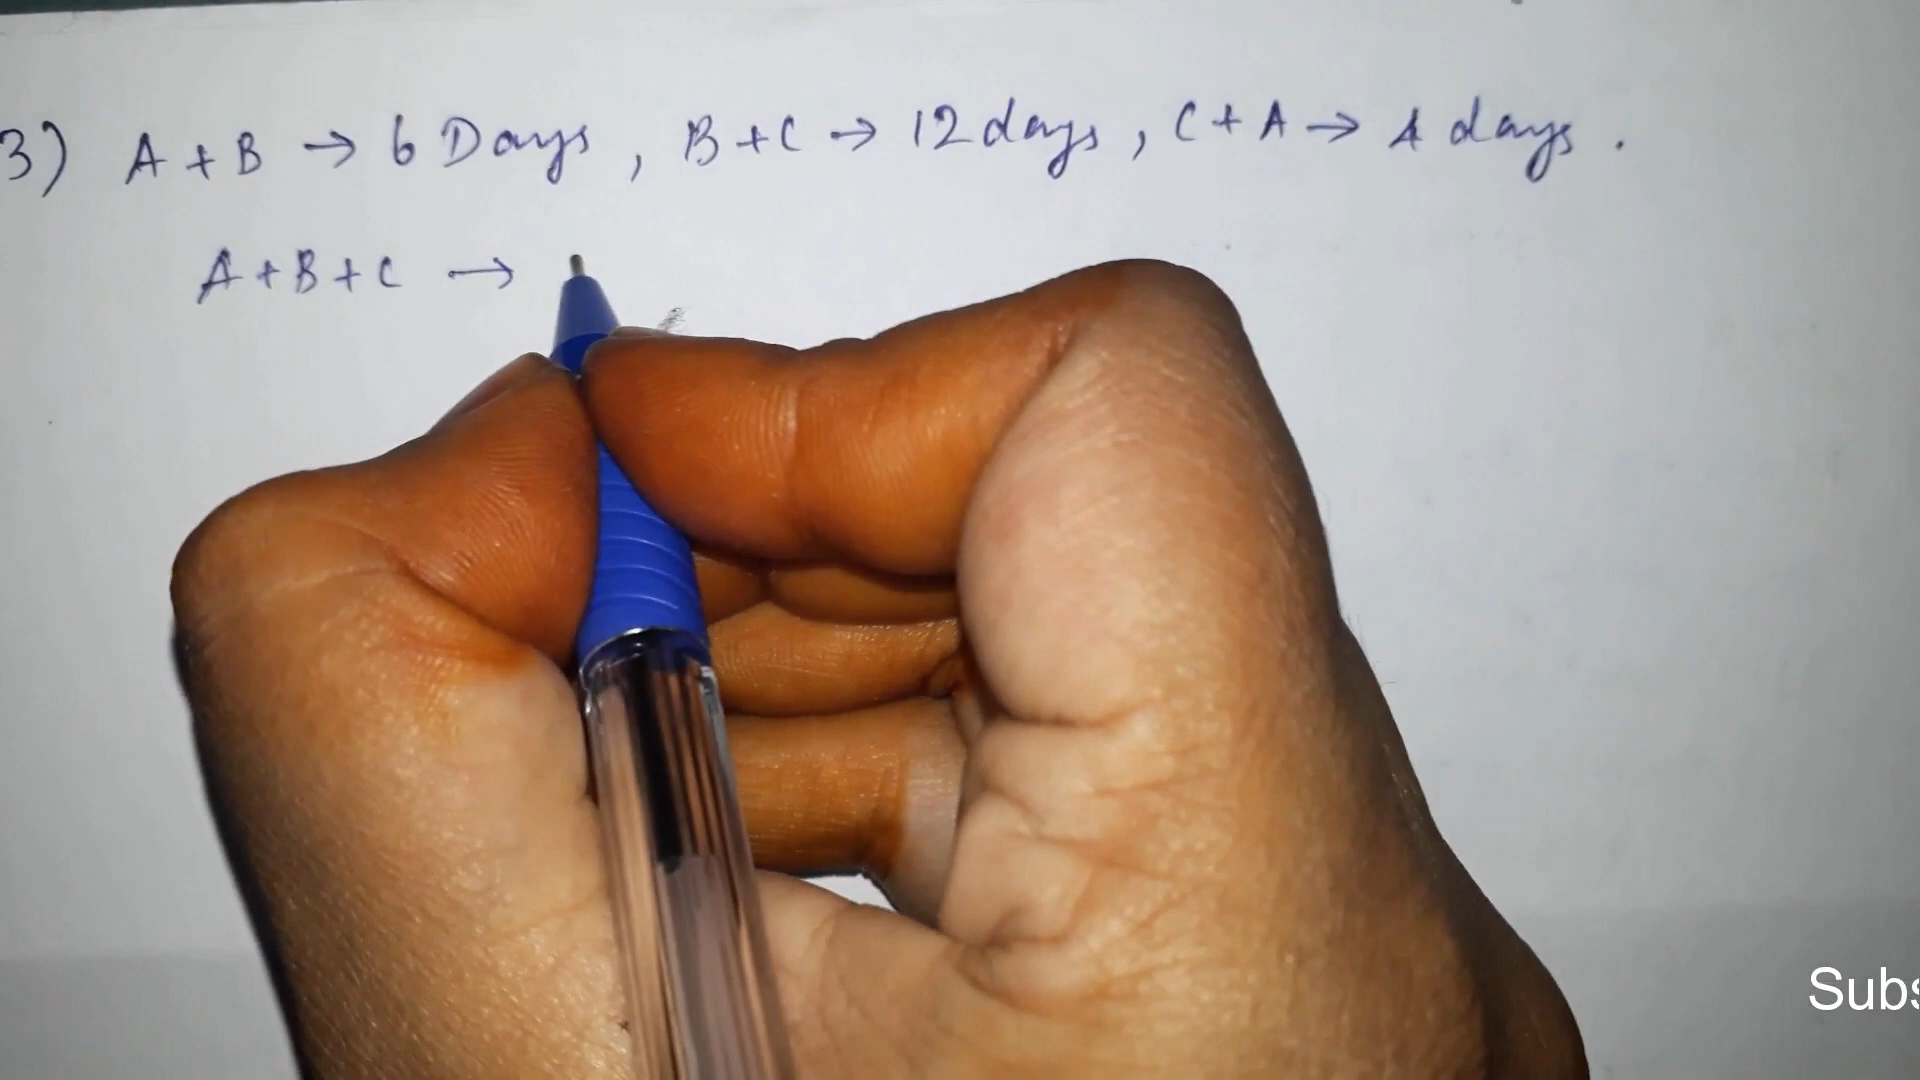 3) A + B → 6 Days, B + C → 12 days, C + A → 4 days.
A + B + C →
Subs